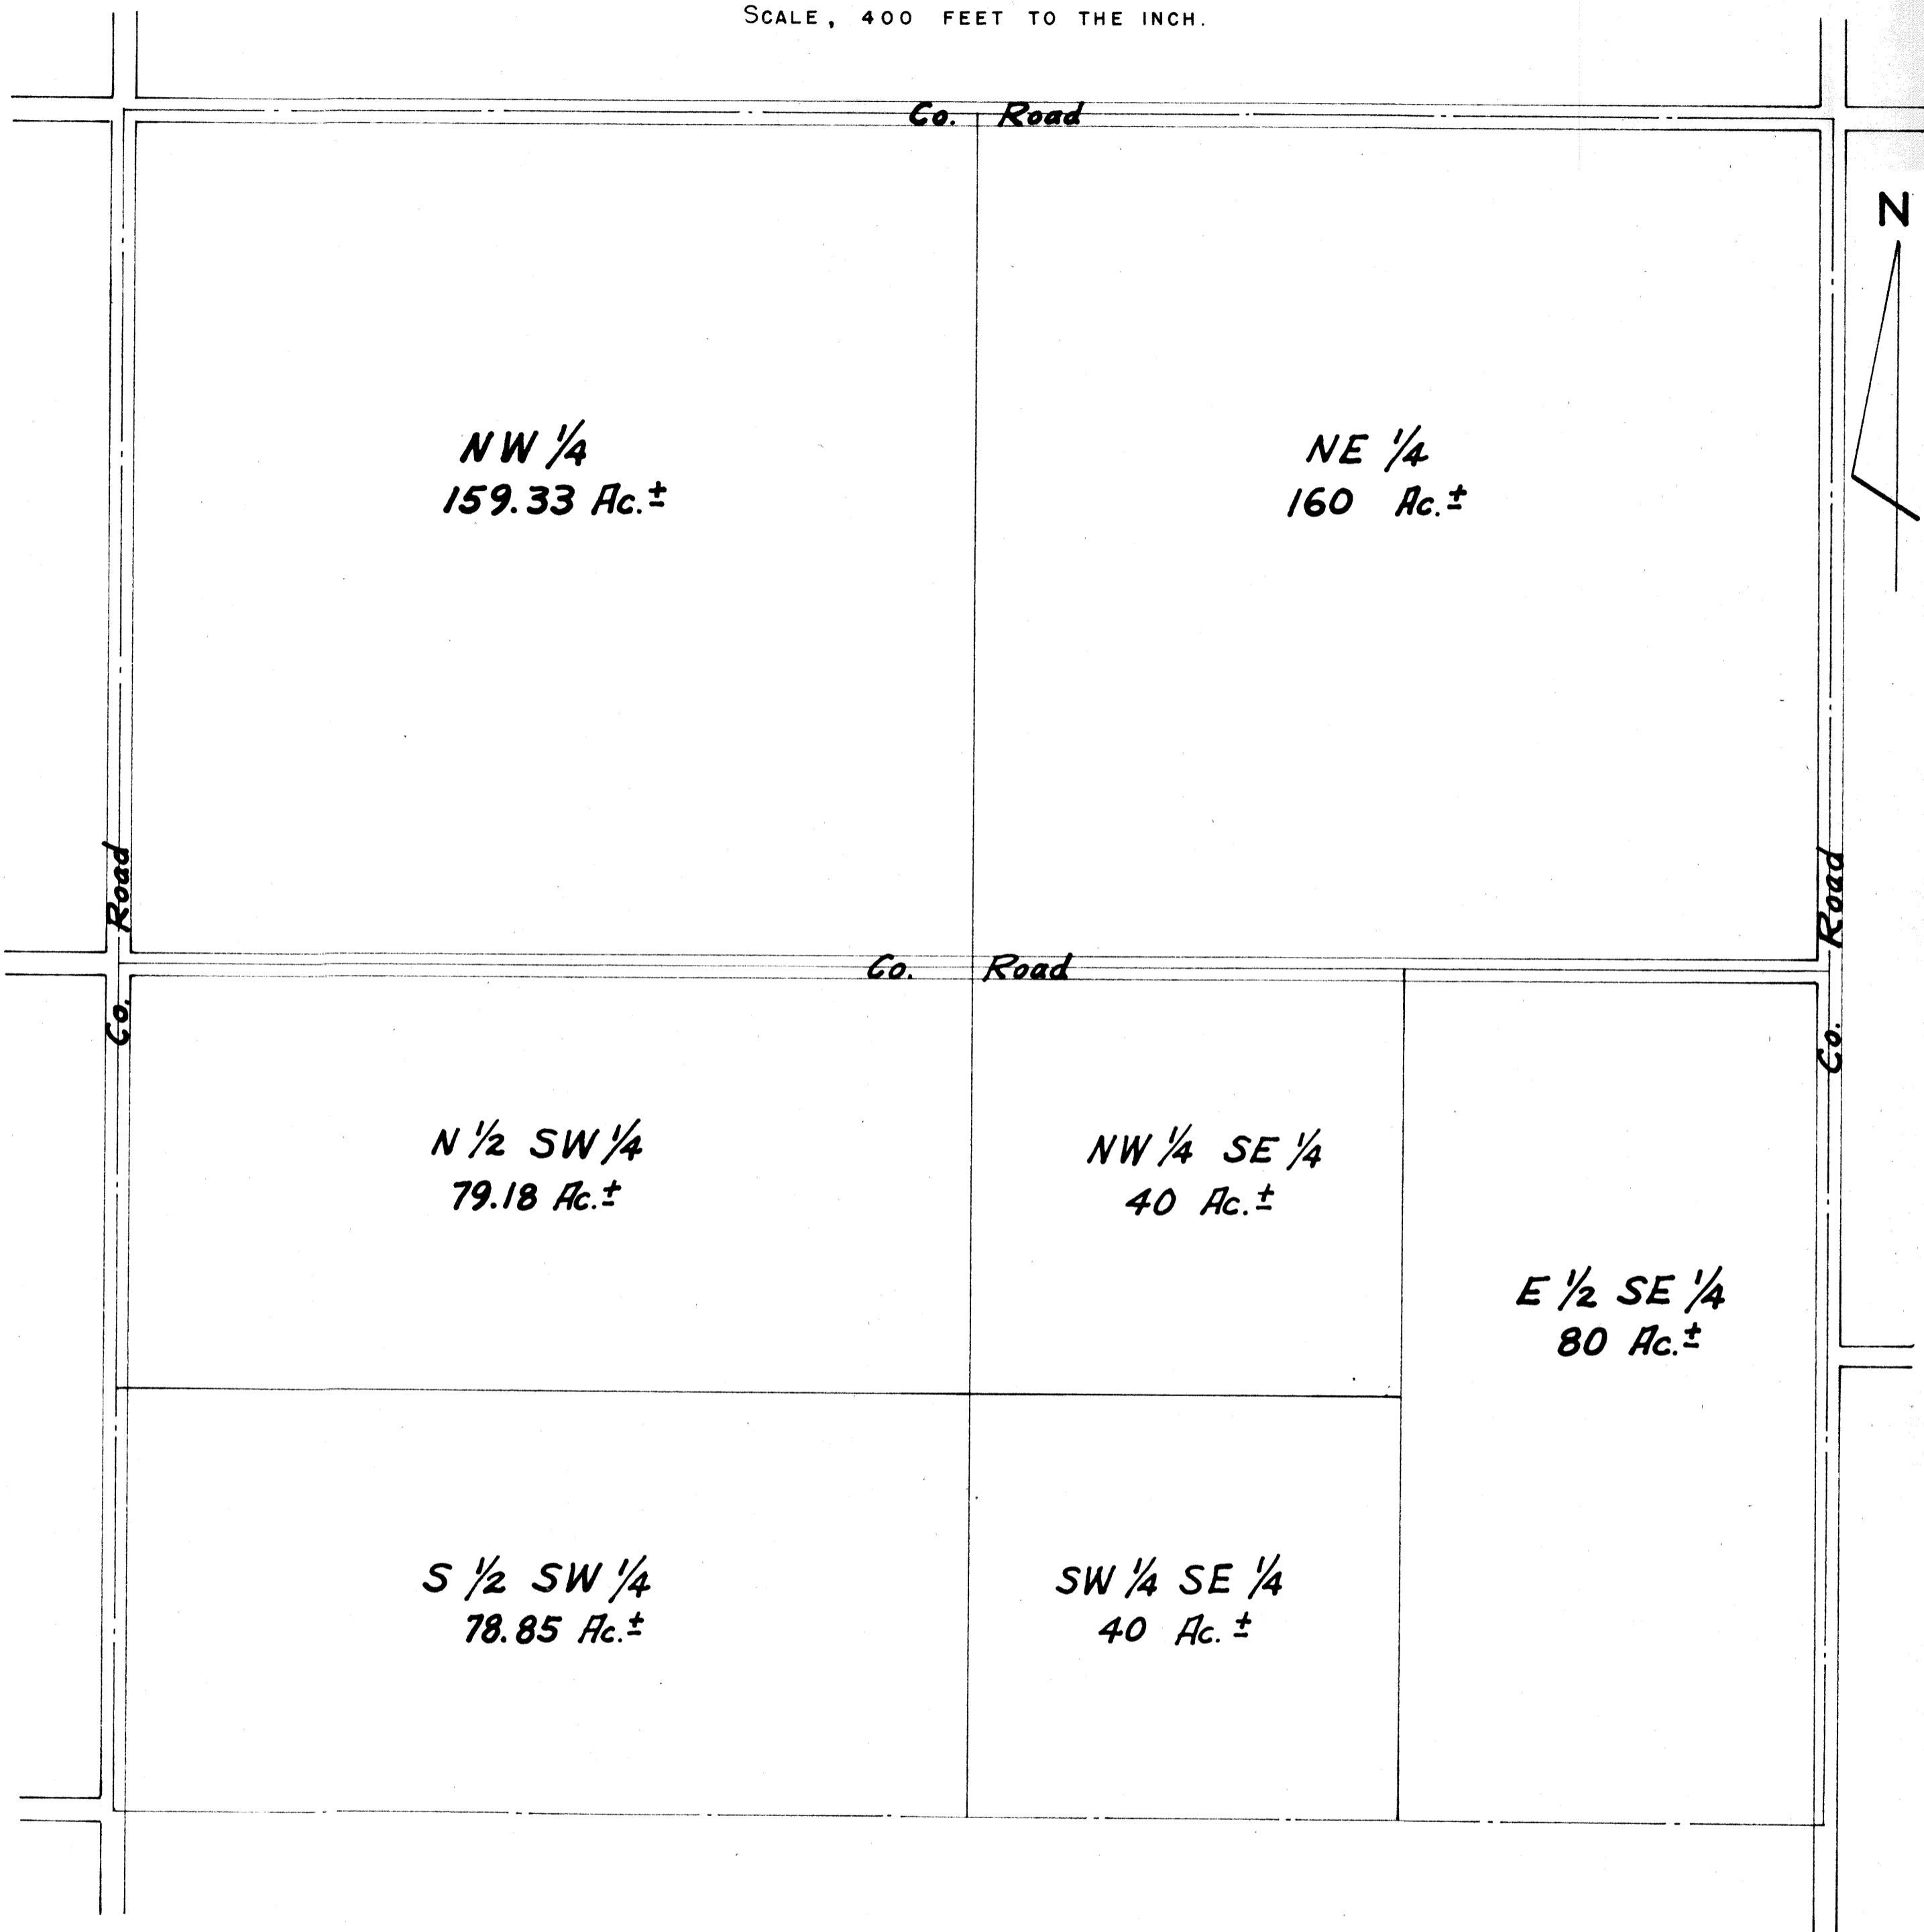 SCALE, 400 FEET TO THE INCH.
Co. Road
N
NW 1/4
159.33 Ac.±
NE 1/4
160 Ac.±
Co. Road
Co. Road
Co. Road
N 1/2 SW 1/4
79.18 Ac.±
NW 1/4 SE 1/4
40 Ac.±
E 1/2 SE 1/4
80 Ac.±
S 1/2 SW 1/4
78.85 Ac.±
SW 1/4 SE 1/4
40 Ac.±